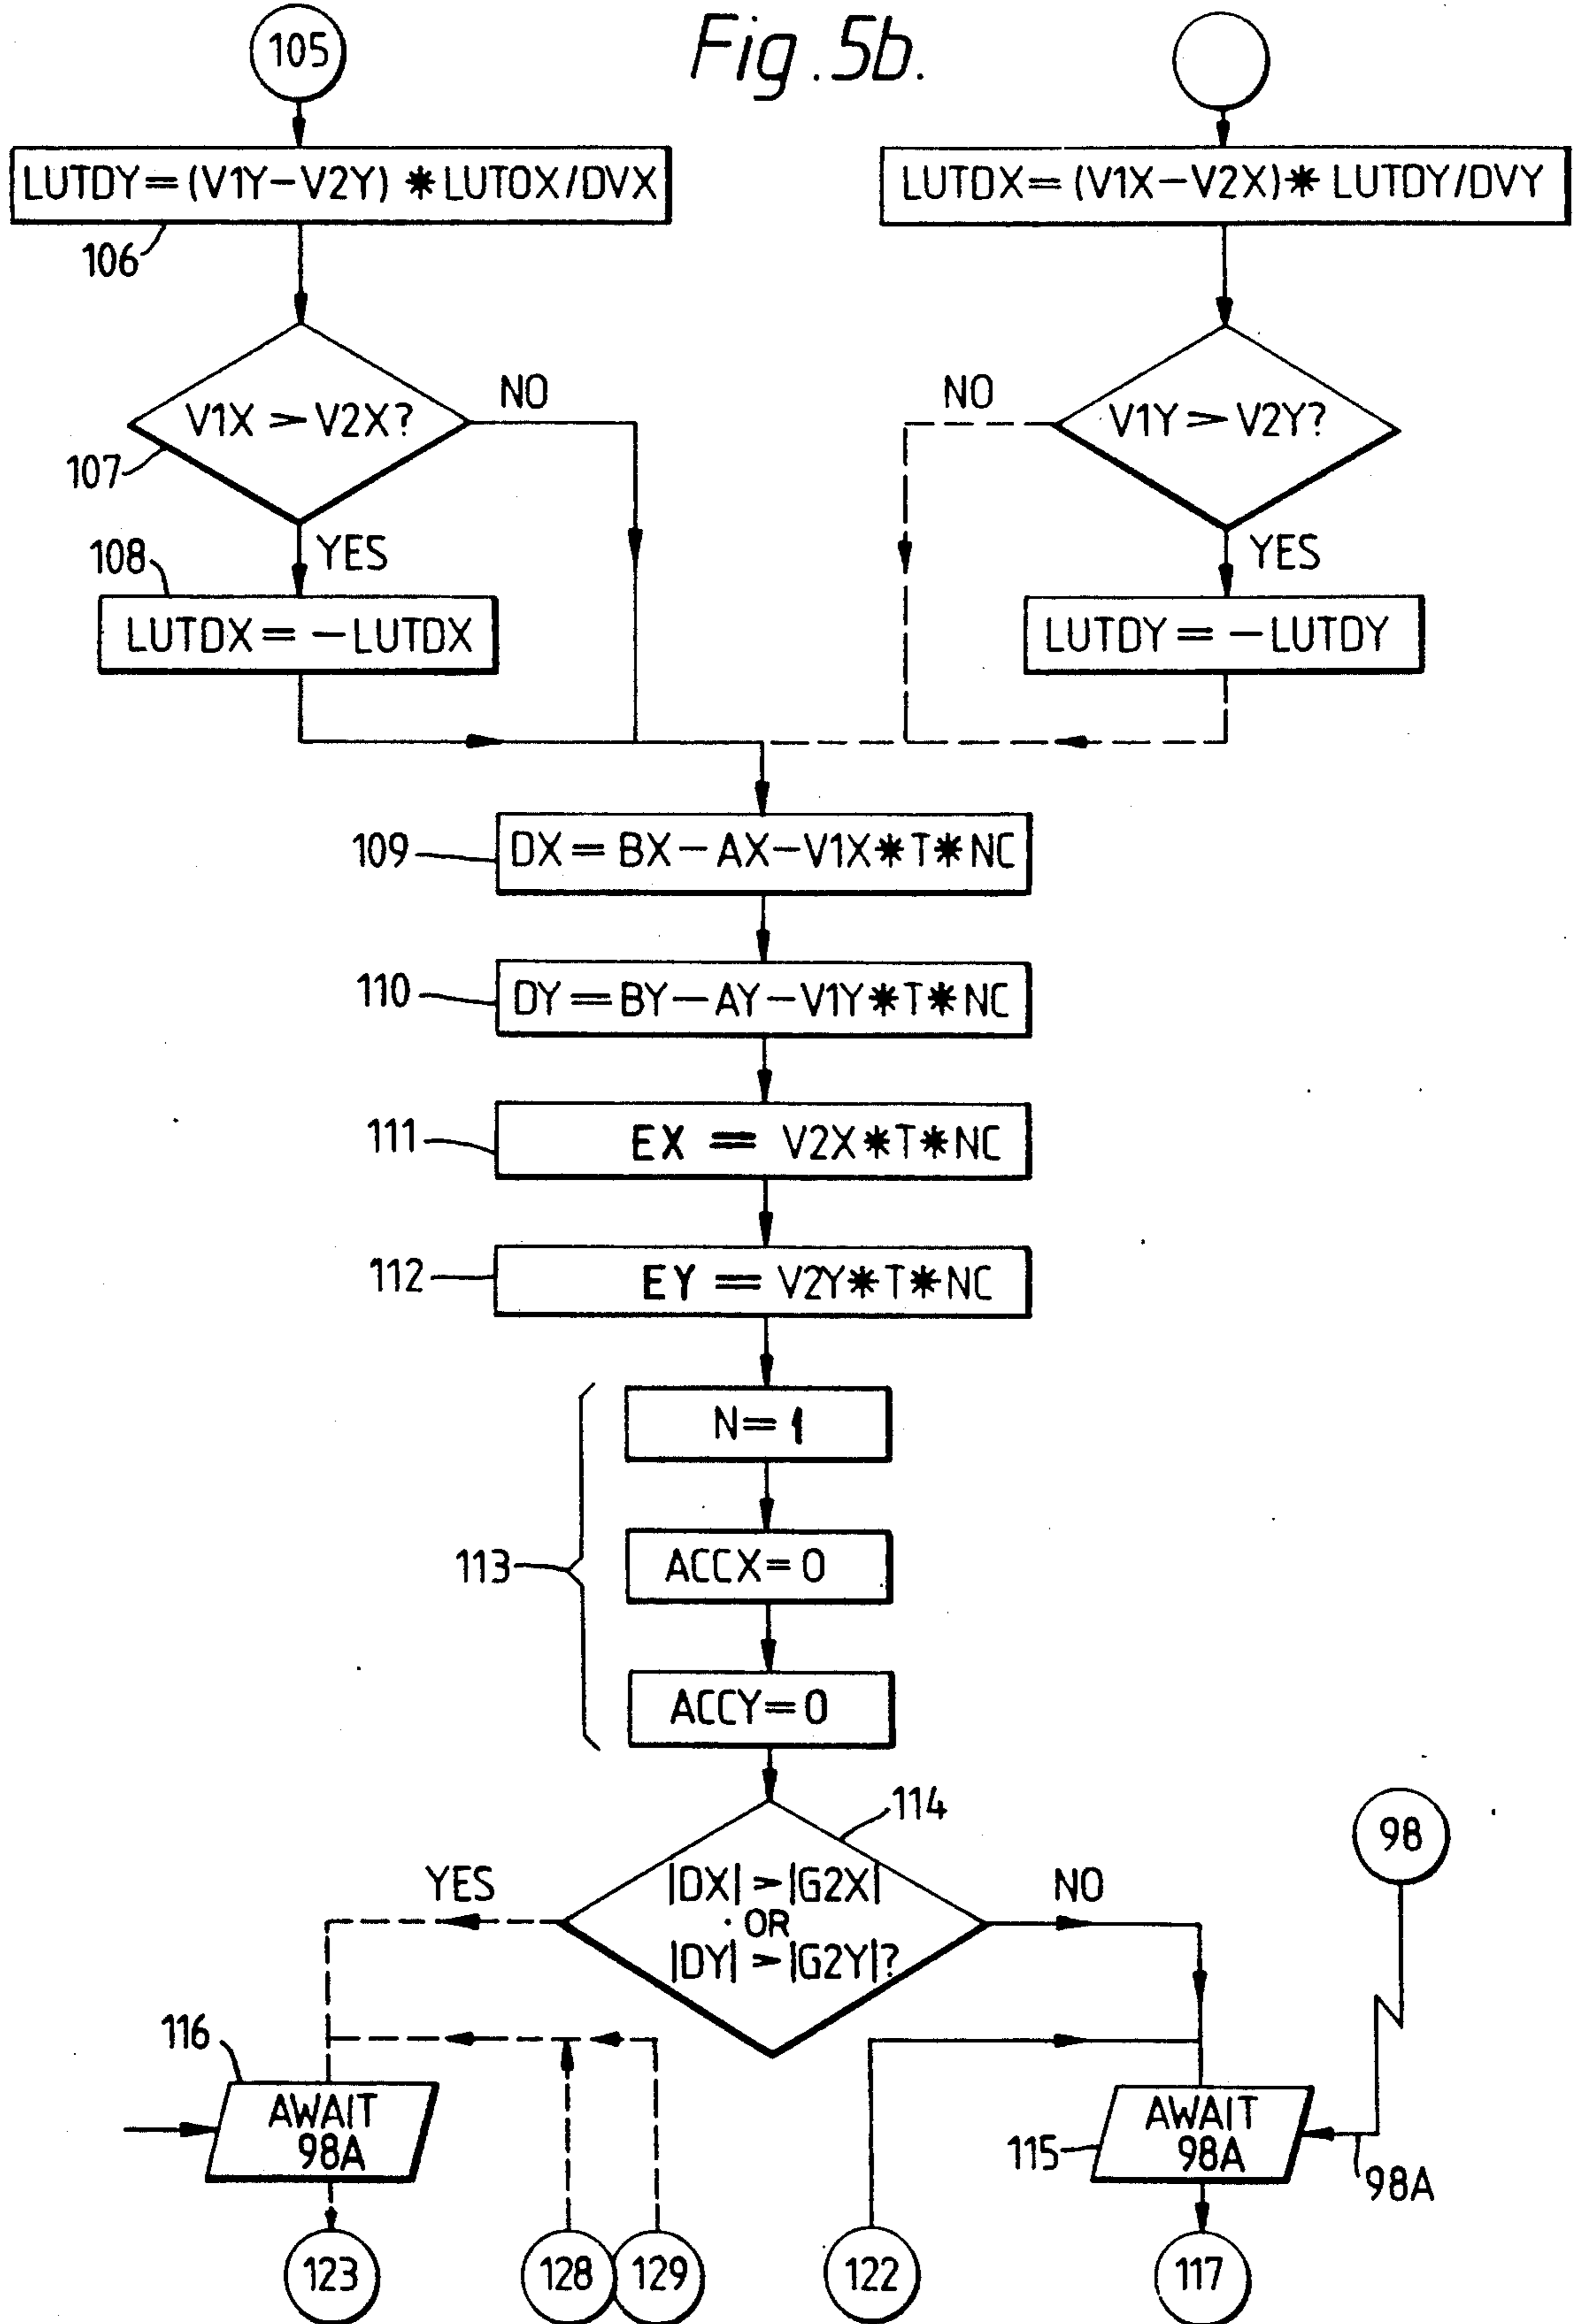 Fig. 5b.
105
LUTDY=(V1Y-V2Y) * LUTOX/DVX
LUTDX=(V1X-V2X)* LUTDY/DVY
106
V1X > V2X?
NO
107
YES
NO
V1Y > V2Y?
YES
108
LUTDX = -LUTDX
LUTDY = -LUTDY
109
DX = BX-AX-V1X*T*NC
110
DY = BY-AY-V1Y*T*NC
111
EX = V2X*T*NC
112
EY = V2Y*T*NC
113
N=1
ACCX=0
ACCY=0
114
|DX| > |G2X|
OR
|DY| > |G2Y|?
YES
NO
98
116
AWAIT
98A
115
AWAIT
98A
98A
123
128
129
122
117